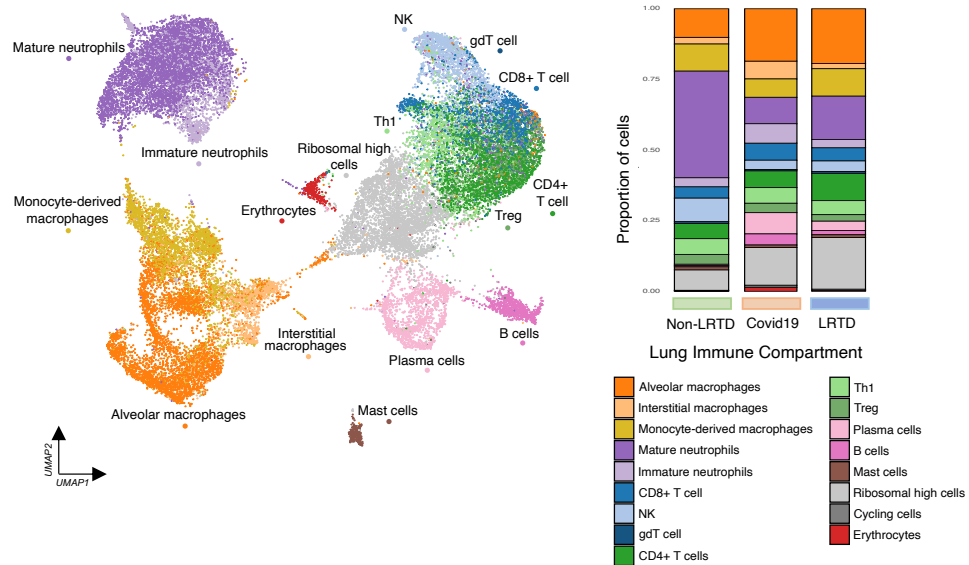 NK
gdT cell
Mature neutrophils
CD8+ T cell
Th1
Immature neutrophils
Ribosomal high
cells
Monocyte-derived
macrophages
CD4+
T cell
Erythrocytes
Treg
Interstitial
macrophages
B cells
Plasma cells
Alveolar macrophages
Mast cells
UMAP2
UMAP1
Proportion of cells
1.00
0.75
0.50
0.25
0.00
Non-LRTD
Covid19
LRTD
Lung Immune Compartment
Alveolar macrophages
Interstitial macrophages
Monocyte-derived macrophages
Mature neutrophils
Immature neutrophils
CD8+ T cell
NK
gdT cell
CD4+ T cells
Th1
Treg
Plasma cells
B cells
Mast cells
Ribosomal high cells
Cycling cells
Erythrocytes